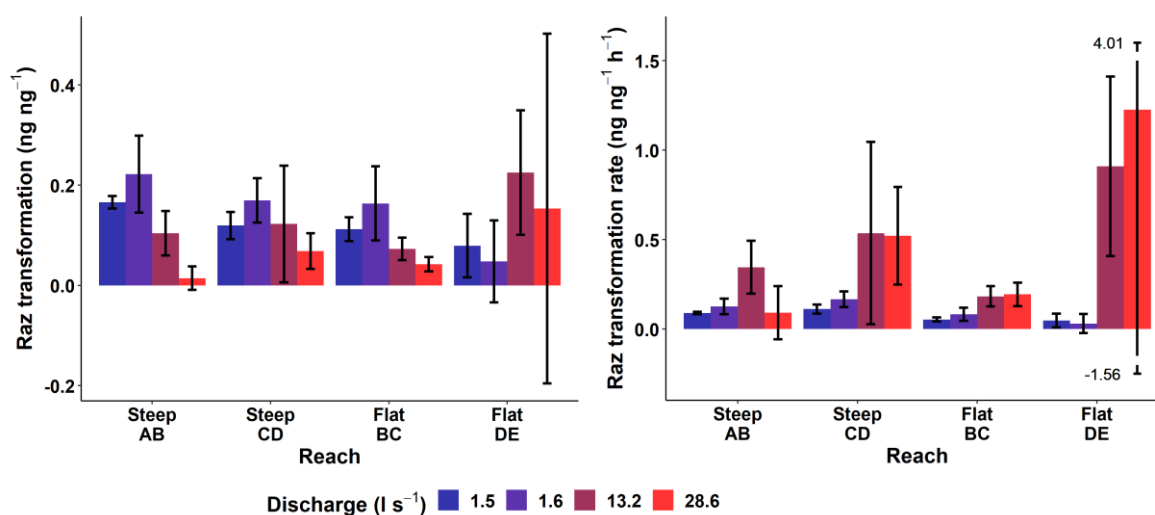 Raz transformation (ng ng⁻¹)
0.4
0.2
0.0
-0.2
Steep AB
Steep CD
Flat BC
Flat DE
Reach
Raz transformation rate (ng ng⁻¹ h⁻¹)
1.5
1.0
0.5
0.0
4.01
-1.56
Steep AB
Steep CD
Flat BC
Flat DE
Reach
Discharge (l s⁻¹) 1.5 1.6 13.2 28.6